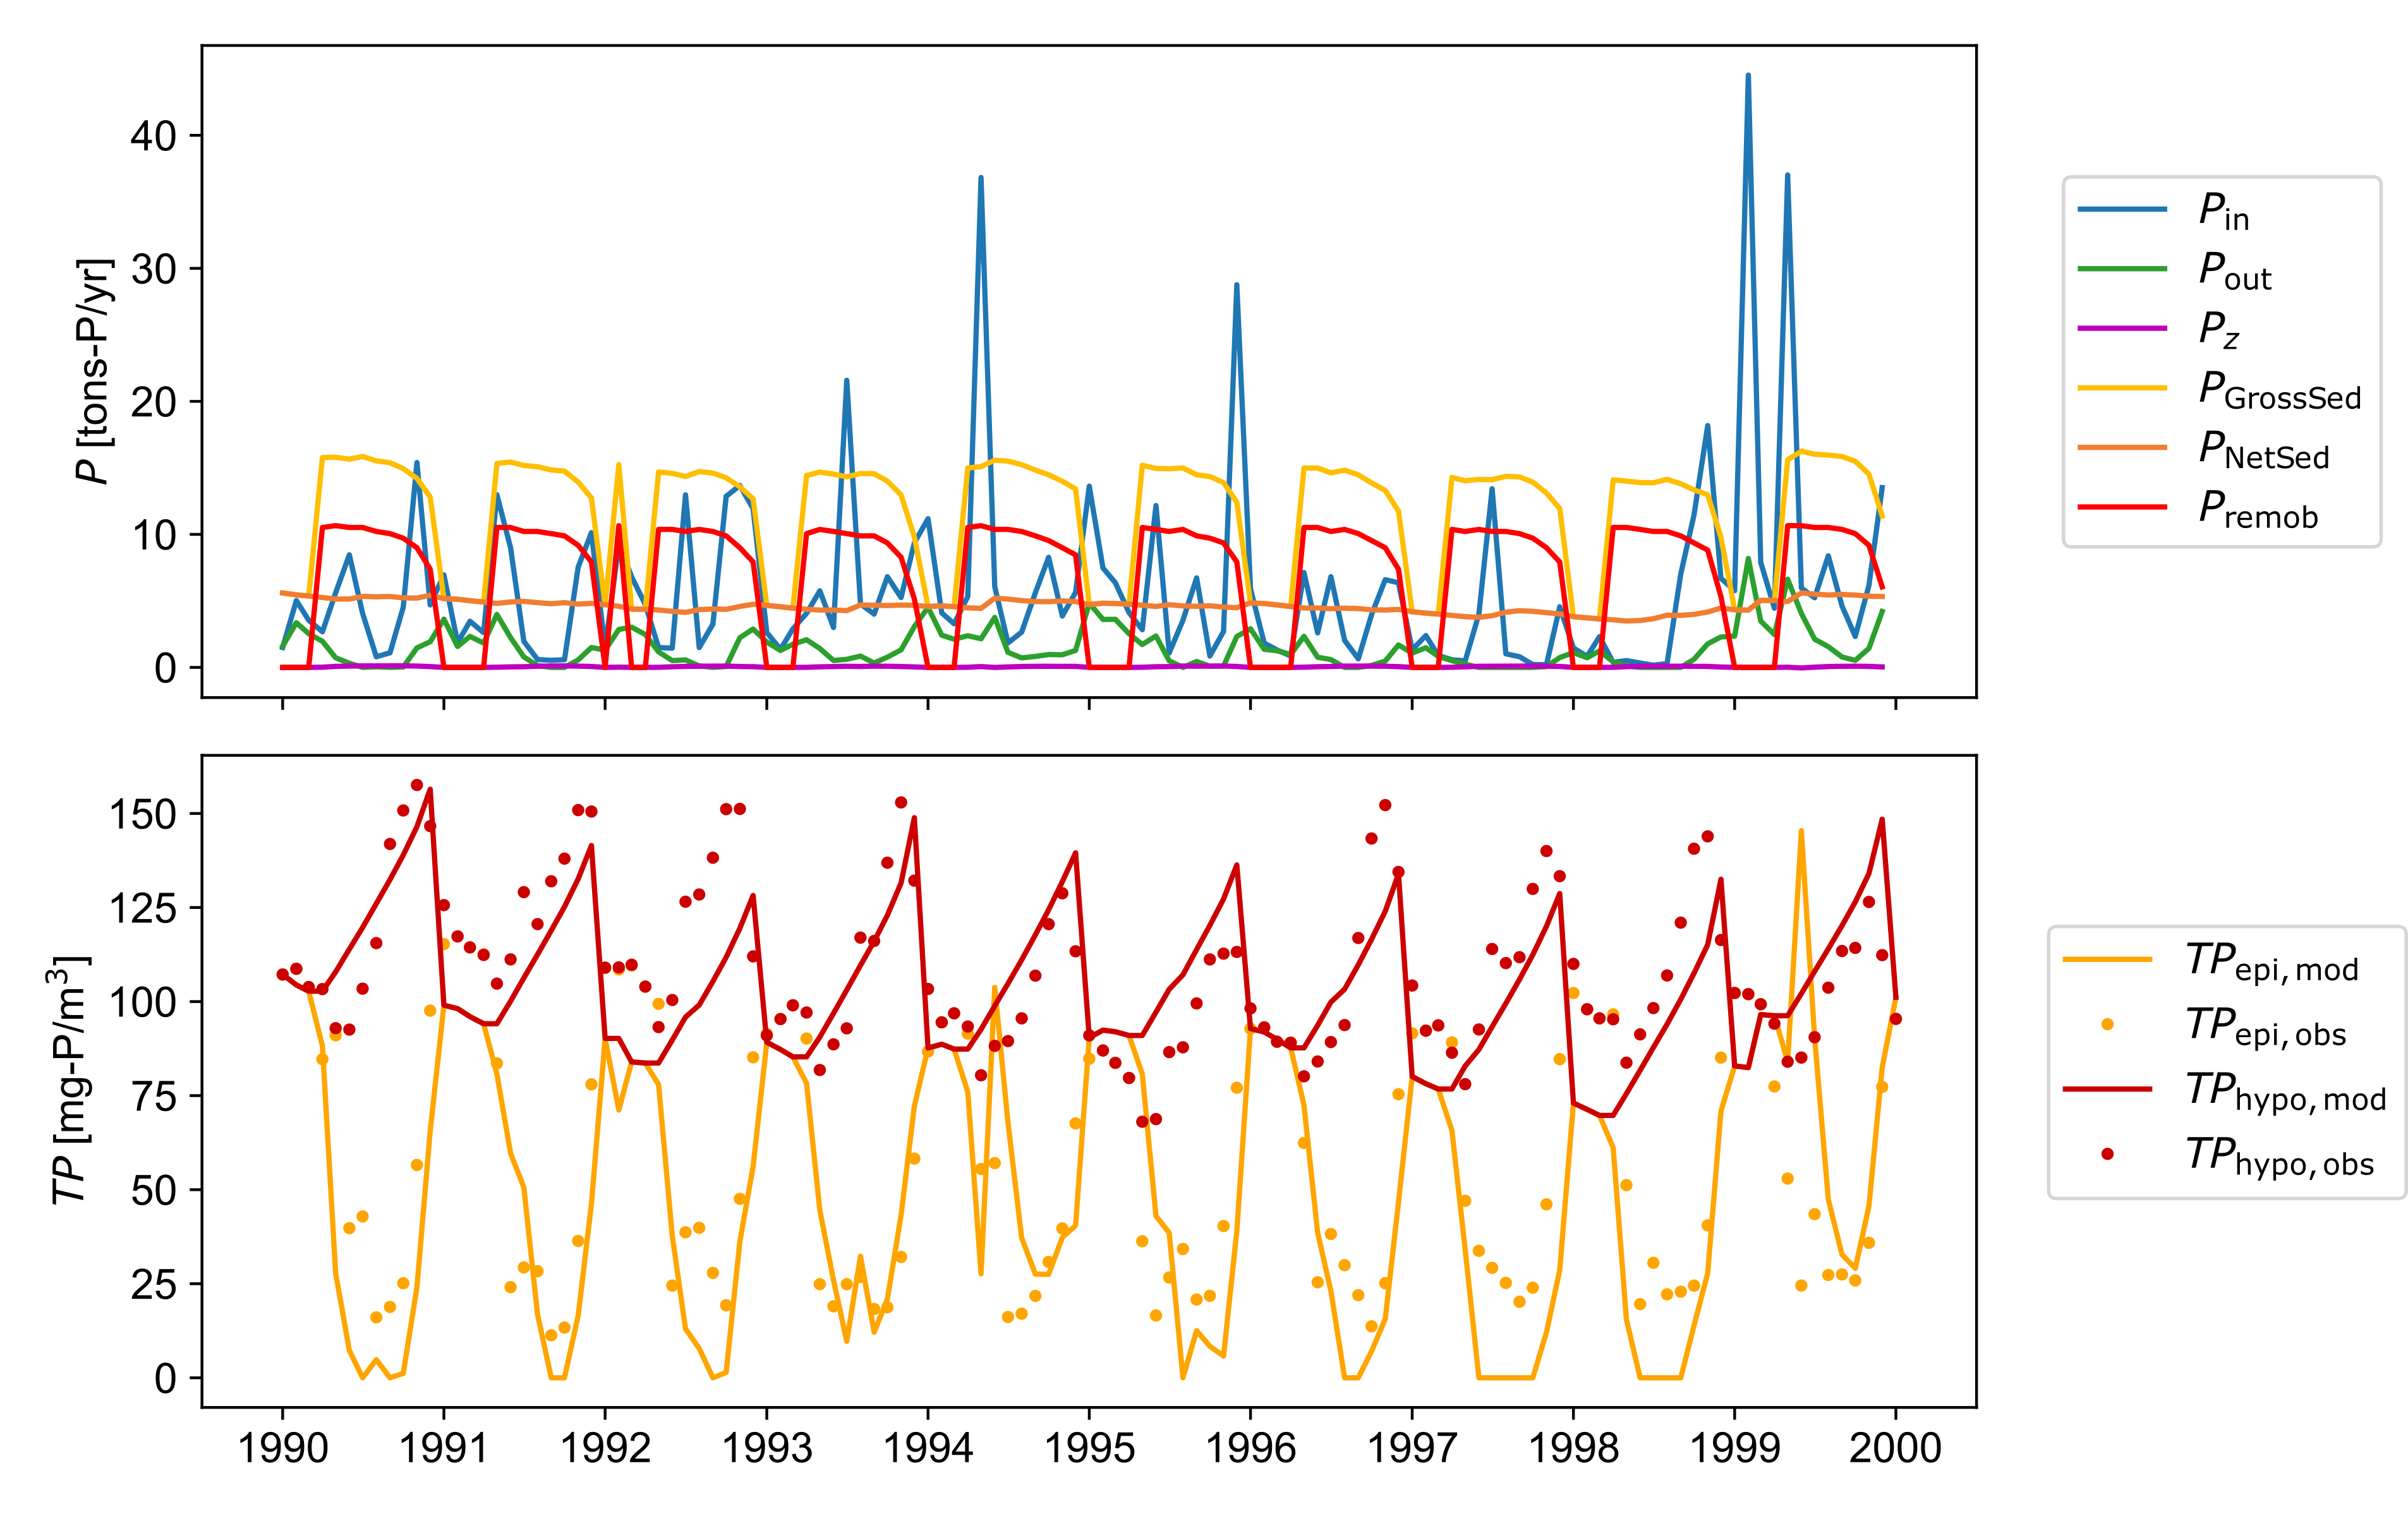 P [tons-P/yr]
40
30
20
10
0
P_in
P_out
P_z
P_GrossSed
P_NetSed
P_remob
TP [mg-P/m³]
150
125
100
75
50
25
0
1990 1991 1992 1993 1994 1995 1996 1997 1998 1999 2000
TP_epi, mod
TP_epi, obs
TP_hypo, mod
TP_hypo, obs